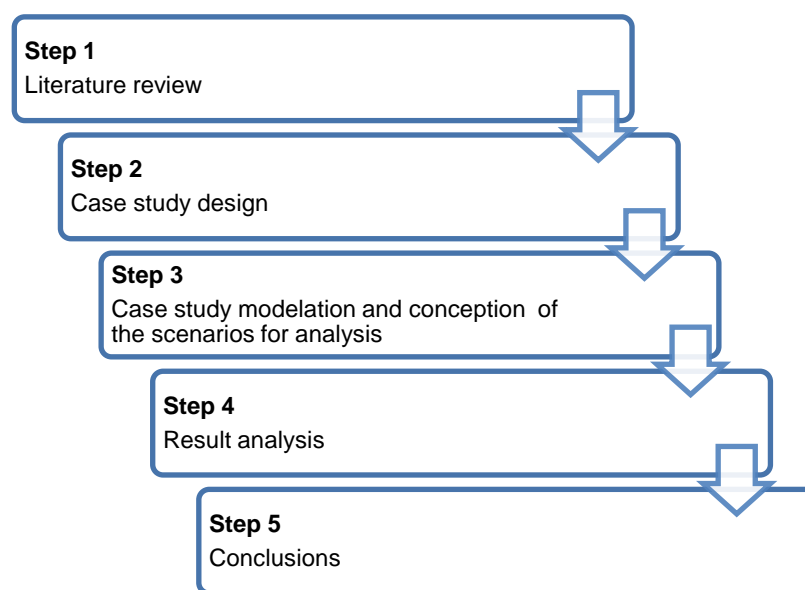 Step 1
Literature review
Step 2
Case study design
Step 3
Case study modelation and conception of
the scenarios for analysis
Step 4
Result analysis
Step 5
Conclusions